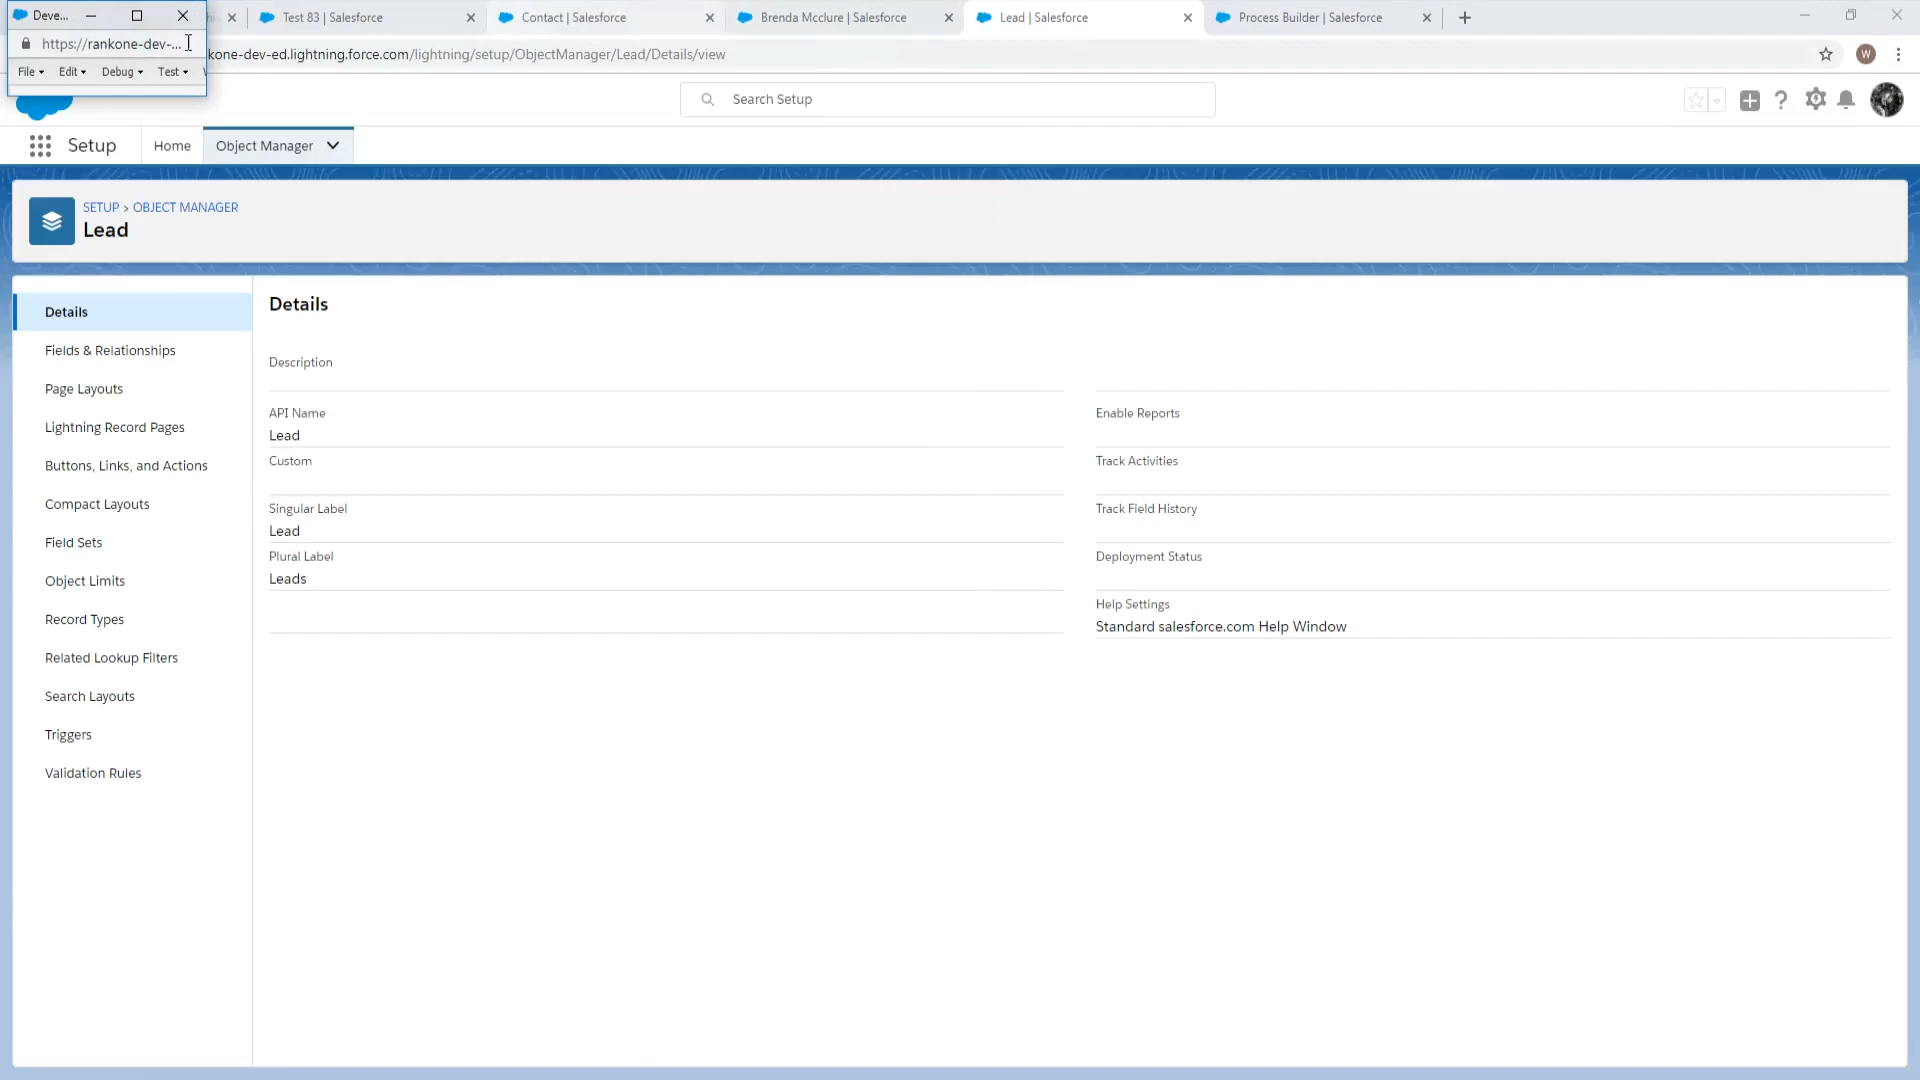 Deve...
Test 83 | Salesforce
Contact | Salesforce
Brenda Mcclure | Salesforce
Lead | Salesforce
Process Builder | Salesforce
https://rankone-dev-...
kone-dev-ed.lightning.force.com/lightning/setup/ObjectManager/Lead/Details/view
W
File
Edit
Debug
Test
Search Setup
Setup
Home
Object Manager
SETUP > OBJECT MANAGER
Lead
Details
Fields & Relationships
Page Layouts
Lightning Record Pages
Buttons, Links, and Actions
Compact Layouts
Field Sets
Object Limits
Record Types
Related Lookup Filters
Search Layouts
Triggers
Validation Rules
Details
Description
API Name
Lead
Custom
Singular Label
Lead
Plural Label
Leads
Enable Reports
Track Activities
Track Field History
Deployment Status
Help Settings
Standard salesforce.com Help Window